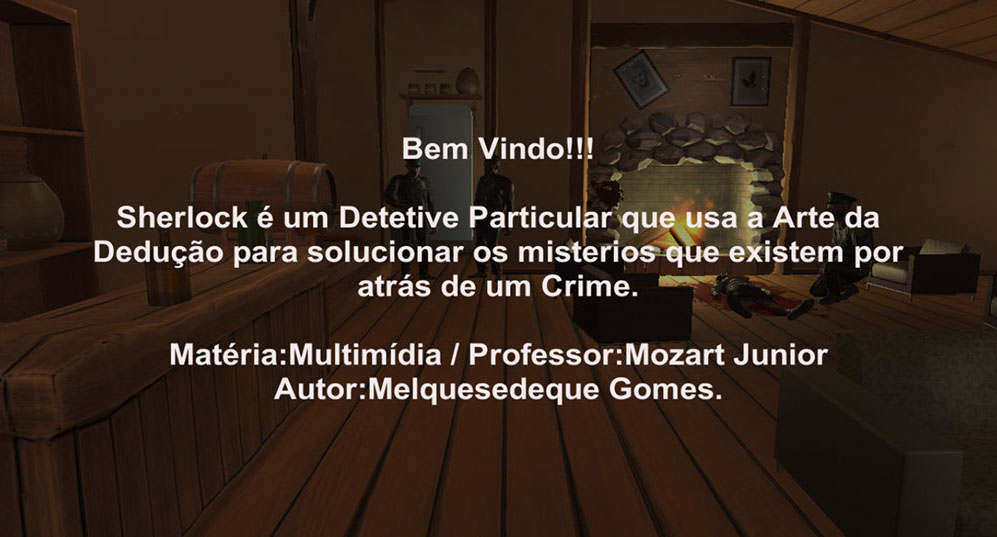 Bem Vindo!!!
Sherlock é um Detetive Particular que usa a Arte da
Dedução para solucionar os misterios que existem por
atrás de um Crime.
Matéria:Multimídia / Professor:Mozart Junior
Autor:Melquesedeque Gomes.